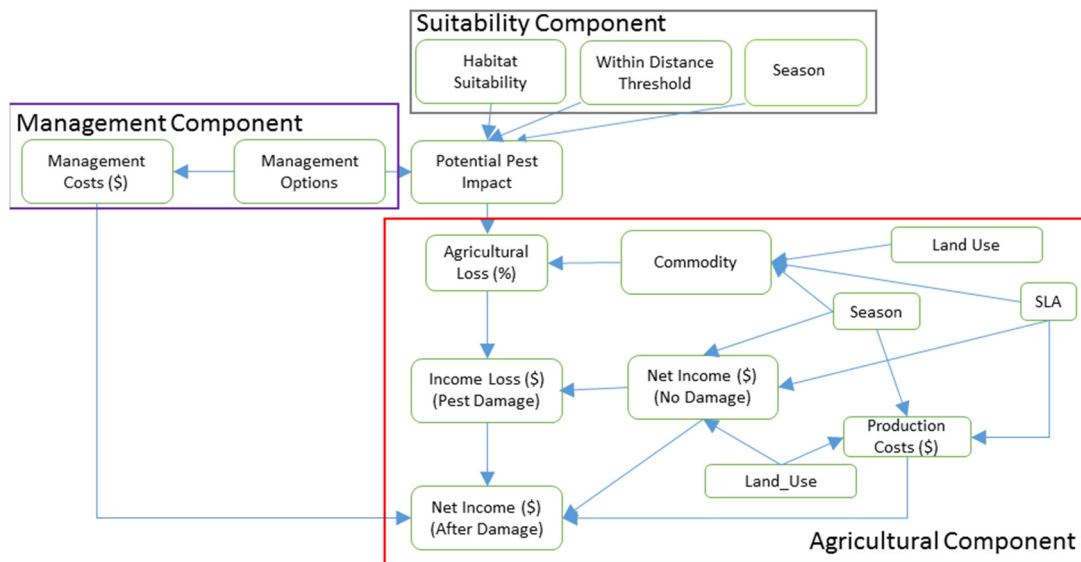 Suitability Component
Habitat
Suitability
Within Distance
Threshold
Season
Management Component
Management
Costs ($)
Management
Options
Potential Pest
Impact
Agricultural
Loss (%)
Commodity
Land Use
Season
SLA
Income Loss ($)
(Pest Damage)
Net Income ($)
(No Damage)
Production
Costs ($)
Land_Use
Net Income ($)
(After Damage)
Agricultural Component